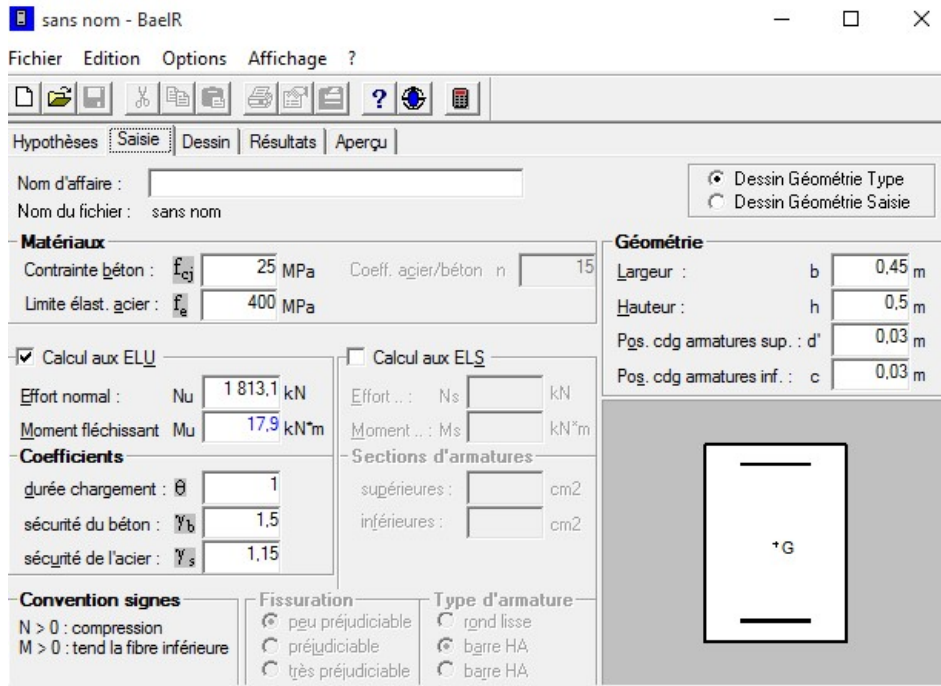 sans nom - BaelR
Fichier Edition Options Affichage ?
Hypothèses Saisie Dessin Résultats Aperçu
Nom d'affaire :
Nom du fichier : sans nom
Dessin Géométrie Type
Dessin Géométrie Saisie
Matériaux
Contrainte béton : fcj 25 MPa Coeff. acier/béton n 15
Limite élast. acier : fe 400 MPa
Géométrie
Largeur : b 0,45 m
Hauteur : h 0,5 m
Pos. cdg armatures sup. : d' 0,03 m
Pos. cdg armatures inf. : c 0,03 m
Calcul aux ELU
Effort normal : Nu 1 813,1 kN
Moment fléchissant Mu 17,9 kN*m
Calcul aux ELS
Effort .. : Ns kN
Moment .. : Ms kN*m
Coefficients
durée chargement : θ 1
sécurité du béton : γb 1,5
sécurité de l'acier : γs 1,15
Sections d'armatures
supérieures : cm2
inférieures : cm2
+G
Convention signes
N > 0 : compression
M > 0 : tend la fibre inférieure
Fissuration
peu préjudiciable
préjudiciable
très préjudiciable
Type d'armature
rond lisse
barre HA
barre HA